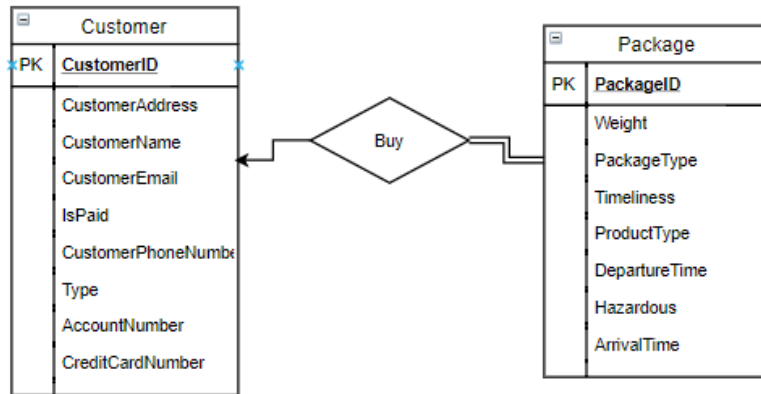 Customer
PK CustomerID
CustomerAddress
CustomerName
CustomerEmail
IsPaid
CustomerPhoneNumbe
Type
AccountNumber
CreditCardNumber
Buy
Package
PK PackageID
Weight
PackageType
Timeliness
ProductType
DepartureTime
Hazardous
ArrivalTime